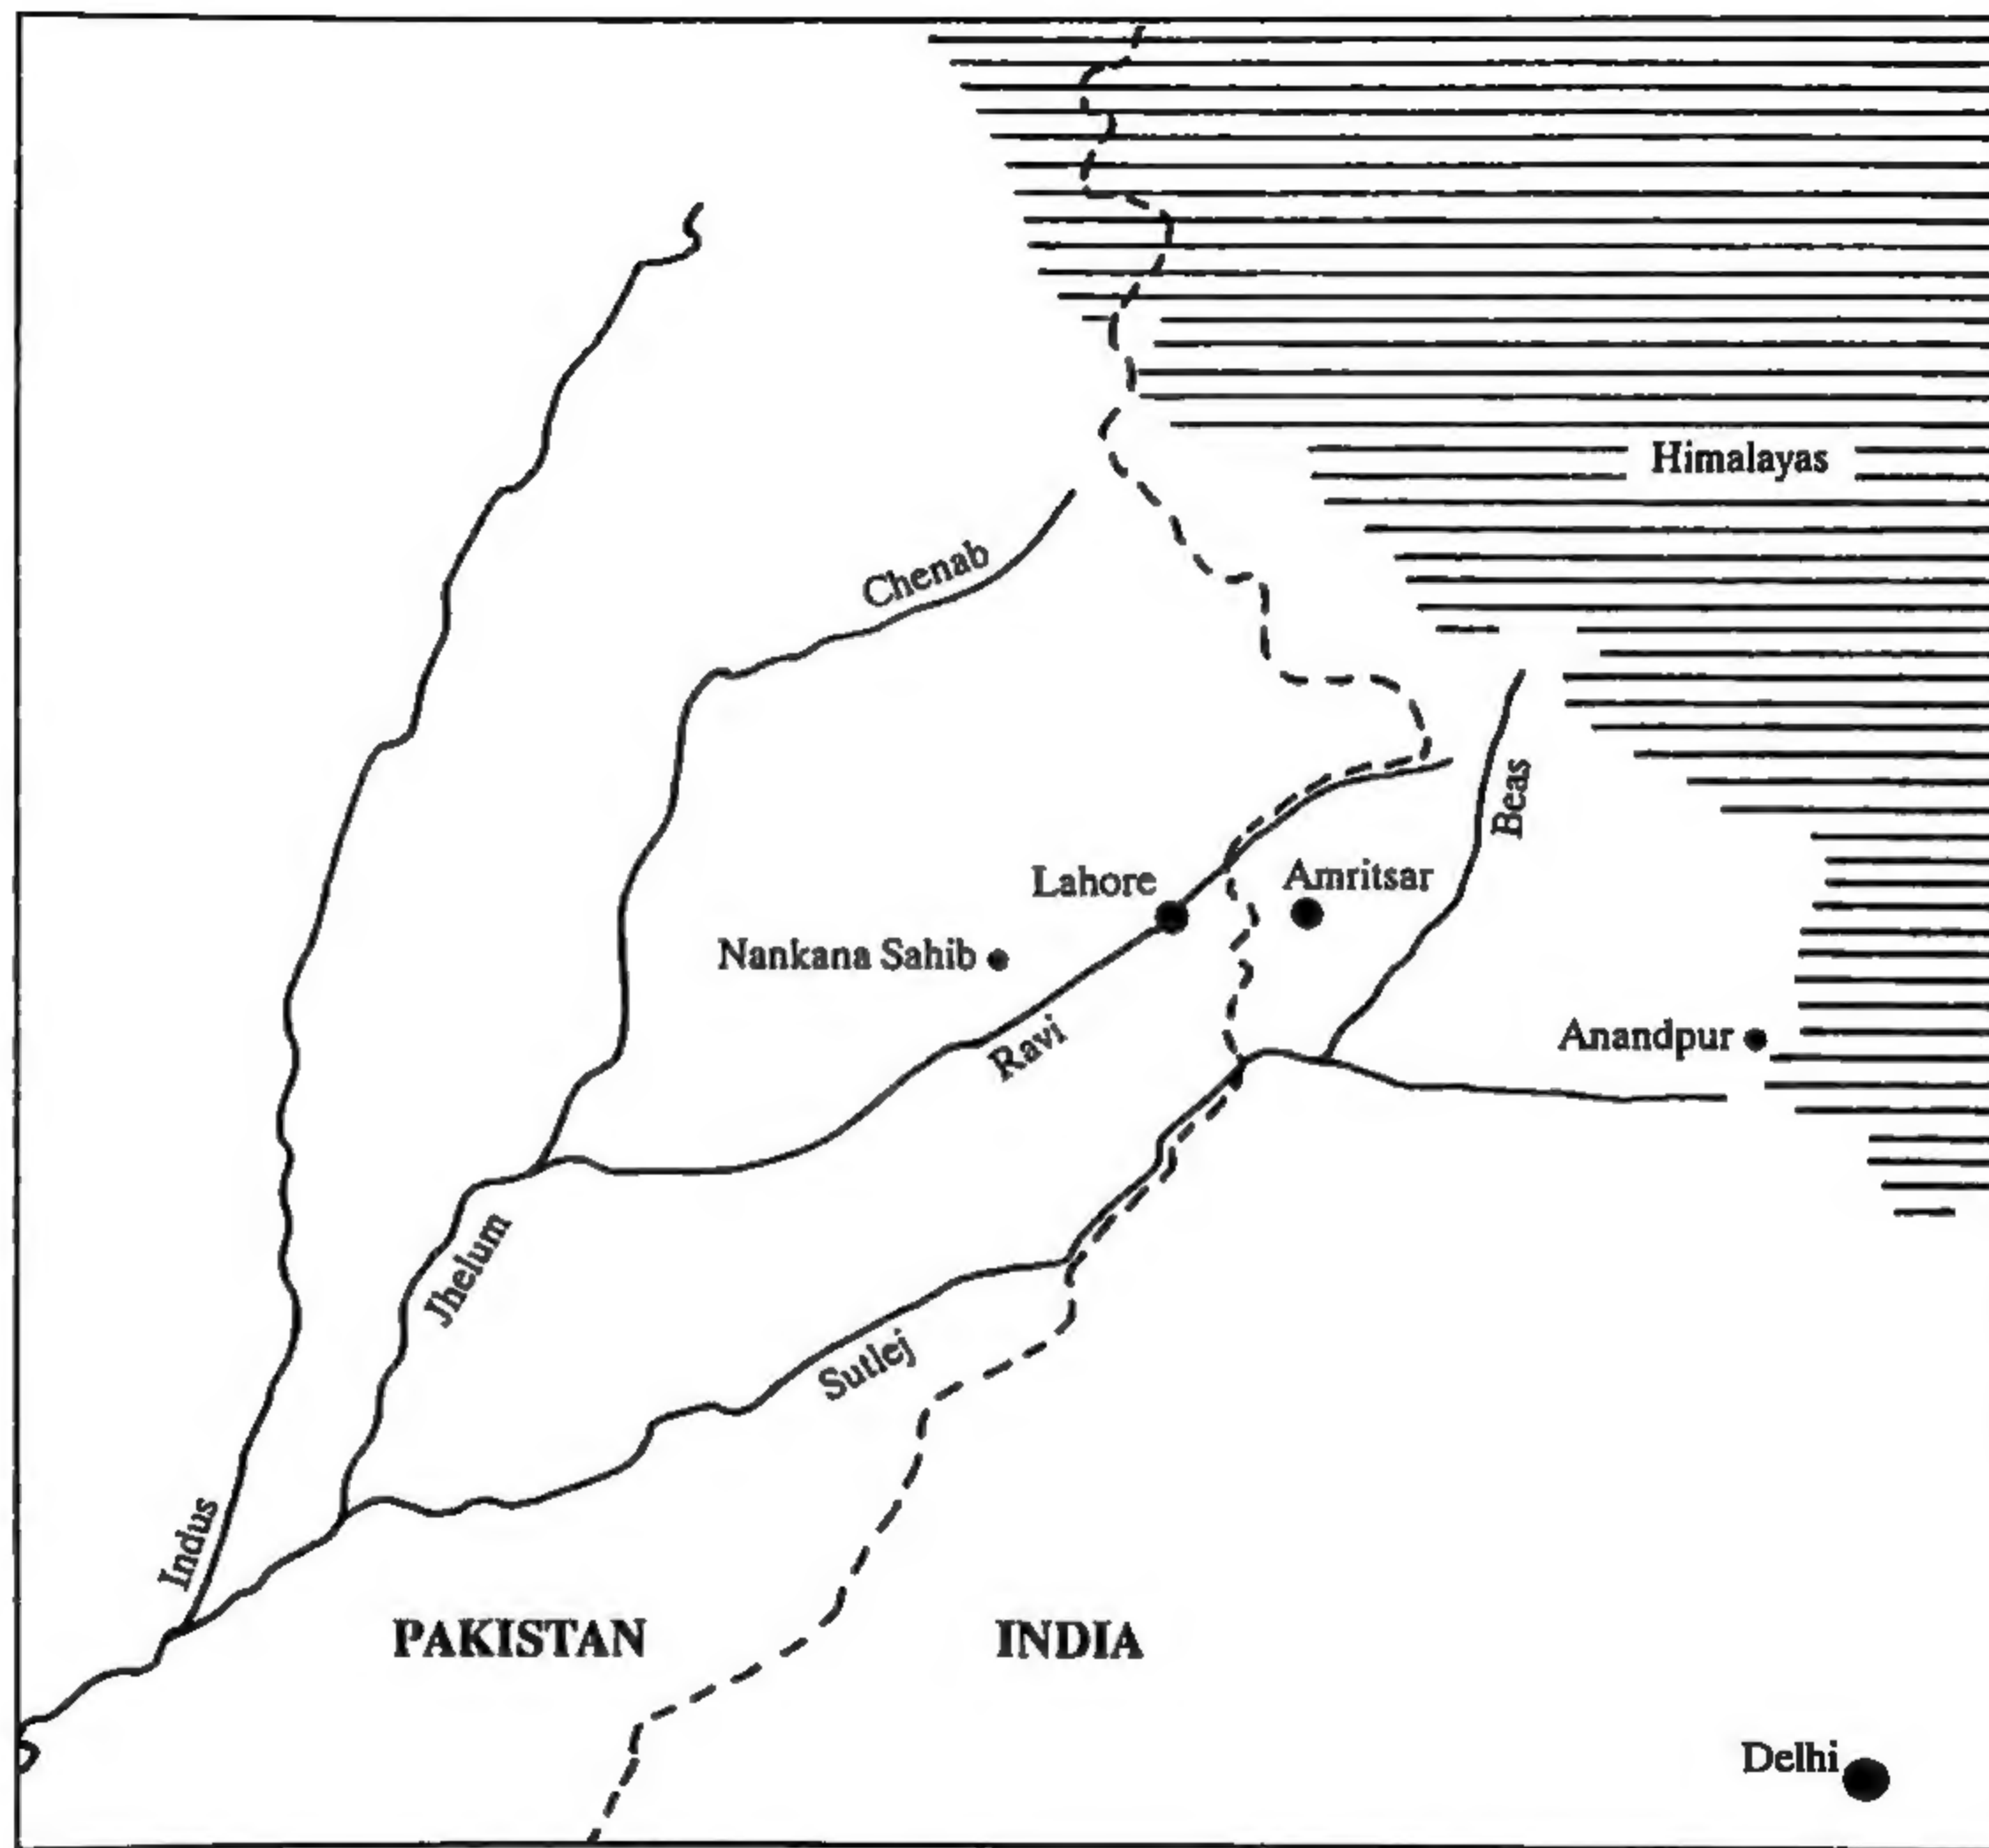 Himalayas
Chenab
Beas
Lahore
Amritsar
Nankana Sahib
Ravi
Anandpur
Jhelum
Sutlej
Indus
PAKISTAN
INDIA
Delhi